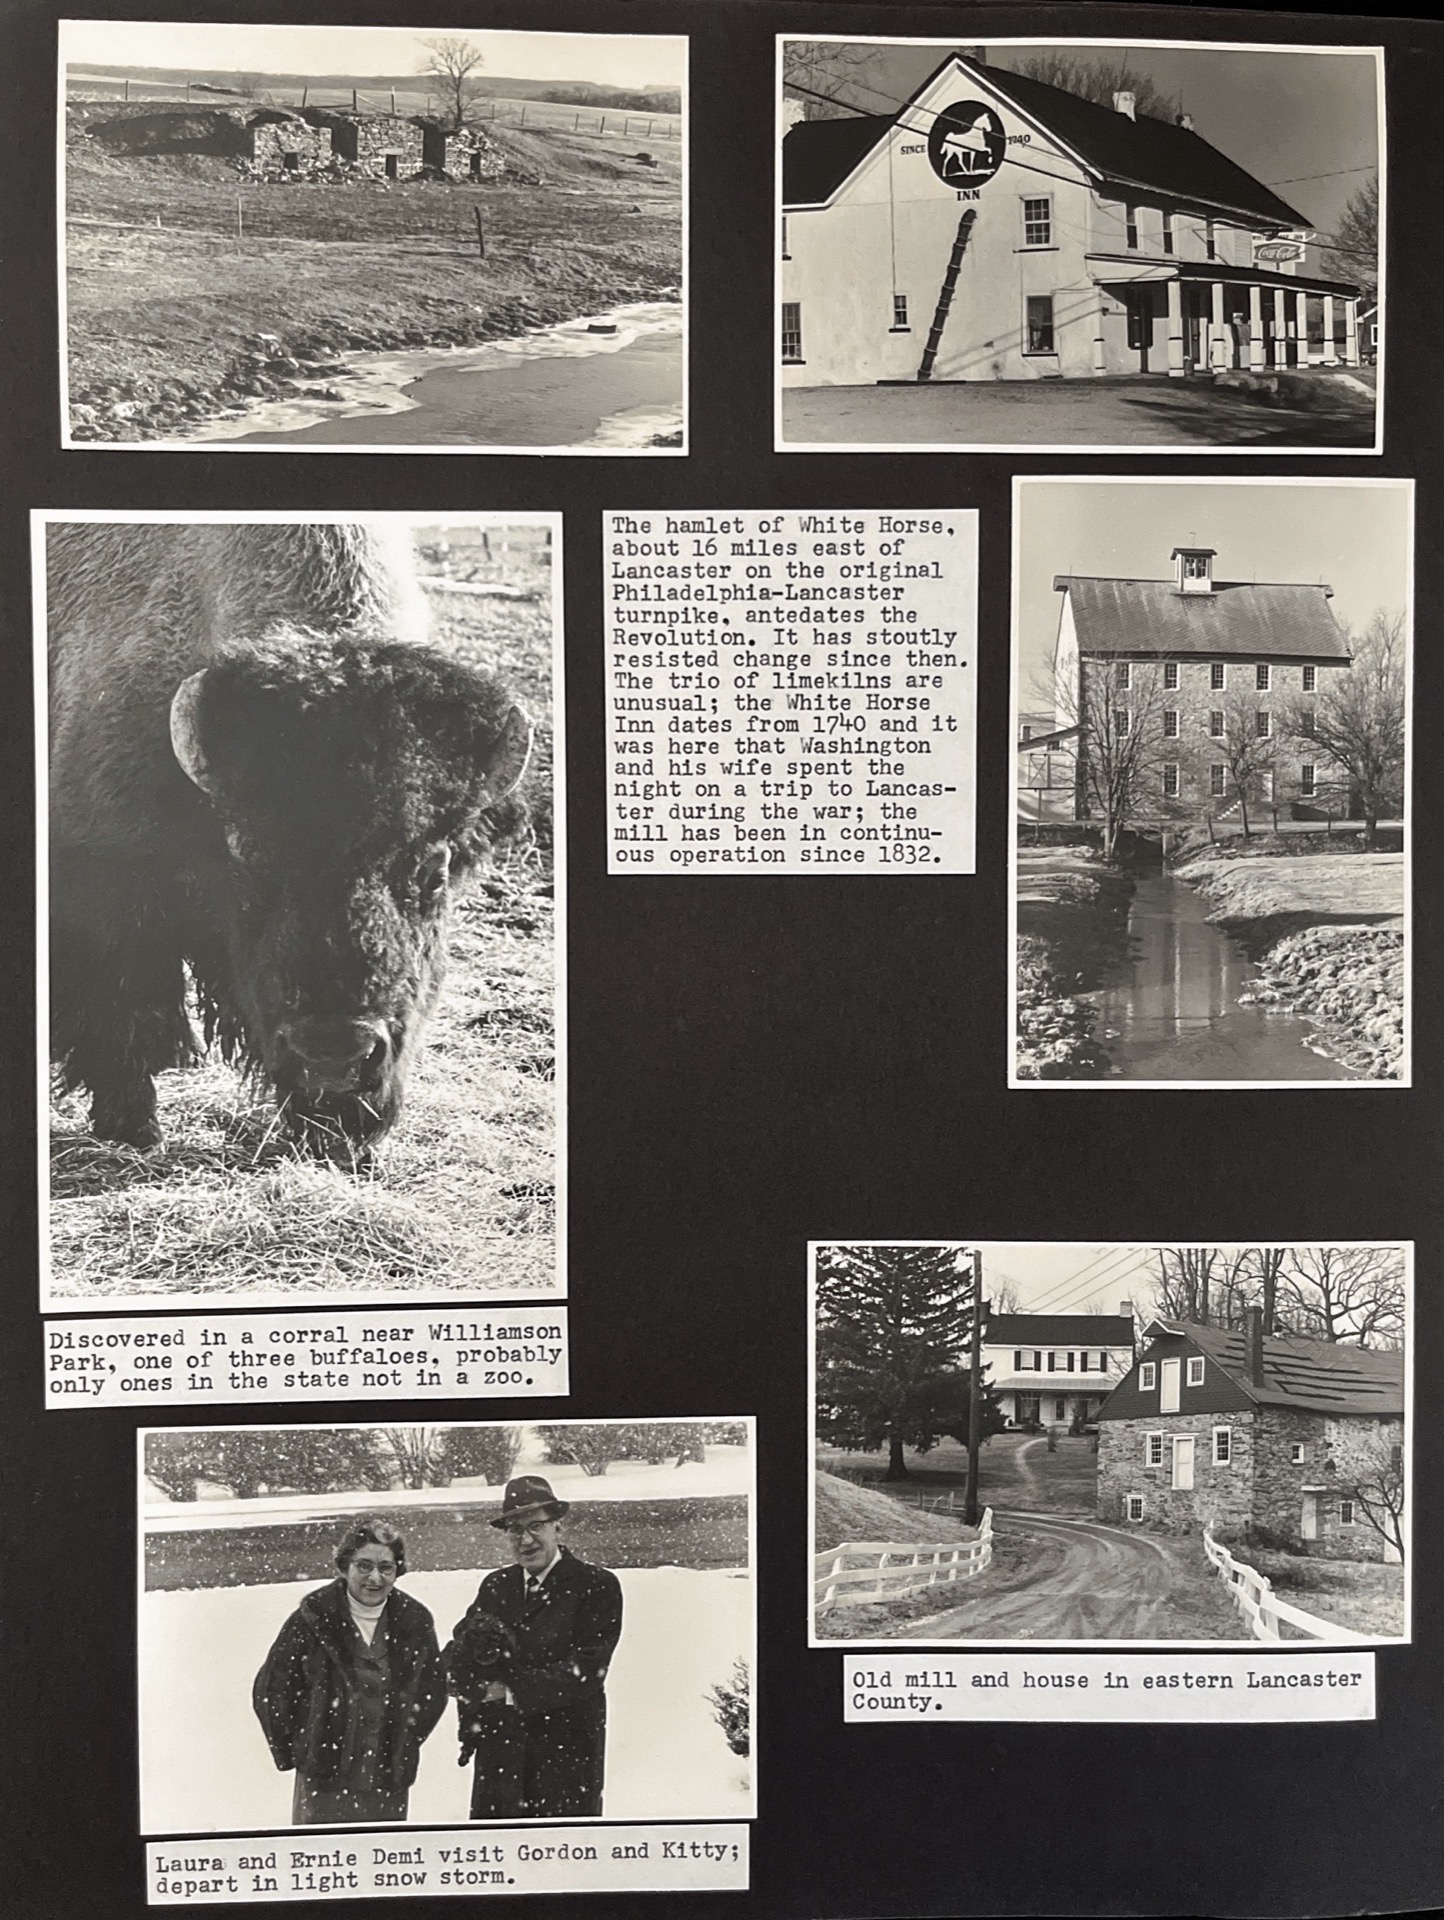 SINCE 1740
INN
Coca-Cola
The hamlet of White Horse,
about 16 miles east of
Lancaster on the original
Philadelphia-Lancaster
turnpike, antedates the
Revolution. It has stoutly
resisted change since then.
The trio of limekilns are
unusual; the White Horse
Inn dates from 1740 and it
was here that Washington
and his wife spent the
night on a trip to Lancas-
ter during the war; the
mill has been in continu-
ous operation since 1832.
Discovered in a corral near Williamson
Park, one of three buffaloes, probably
only ones in the state not in a zoo.
Old mill and house in eastern Lancaster
County.
Laura and Ernie Demi visit Gordon and Kitty;
depart in light snow storm.